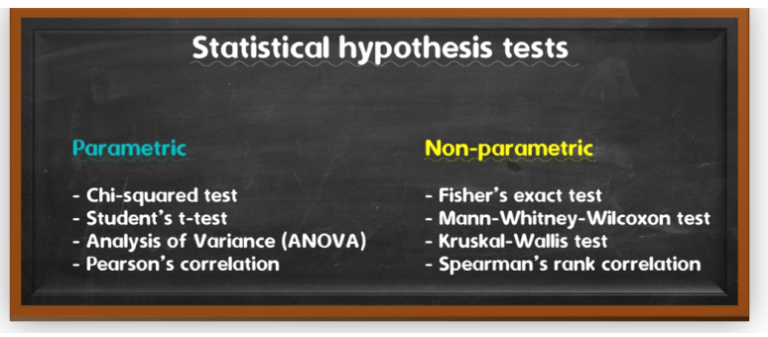 Statistical hypothesis tests
Parametric
- Chi-squared test
- Student's t-test
- Analysis of Variance (ANOVA)
- Pearson's correlation
Non-parametric
- Fisher's exact test
- Mann-Whitney-Wilcoxon test
- Kruskal-Wallis test
- Spearman's rank correlation